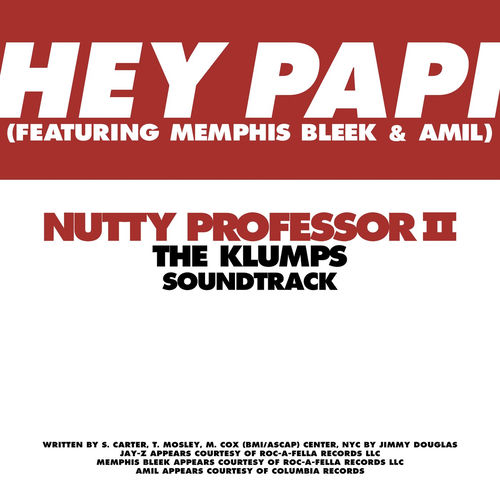 HEY PAPI
(FEATURING MEMPHIS BLEEK & AMIL)
NUTTY PROFESSOR II
THE KLUMPS
SOUNDTRACK
WRITTEN BY S. CARTER, T. MOSLEY, M. COX (BMI/ASCAP) CENTER, NYC BY JIMMY DOUGLAS
JAY-Z APPEARS COURTESY OF ROC-A-FELLA RECORDS LLC
MEMPHIS BLEEK APPEARS COURTESY OF ROC-A-FELLA RECORDS LLC
AMIL APPEARS COURTESY OF COLUMBIA RECORDS